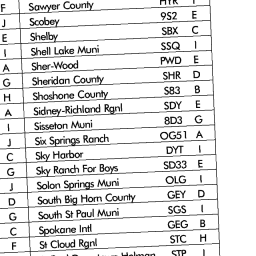 F Sawyer County HYR I
J Scobey 9S2 E
E Shelby SBX C
I Shell Lake Muni SSQ I
A Sher-Wood PWD E
G Sheridan County SHR D
H Shoshone County S83 B
A Sidney-Richland Rgnl SDY E
I Sisseton Muni 8D3 G
J Six Springs Ranch OG51 A
C Sky Harbor DYT I
G Sky Ranch For Boys SD33 E
J Solon Springs Muni OLG I
D South Big Horn County GEY D
G South St Paul Muni SGS I
C Spokane Intl GEG B
F St Cloud Rgnl STC H
STP I